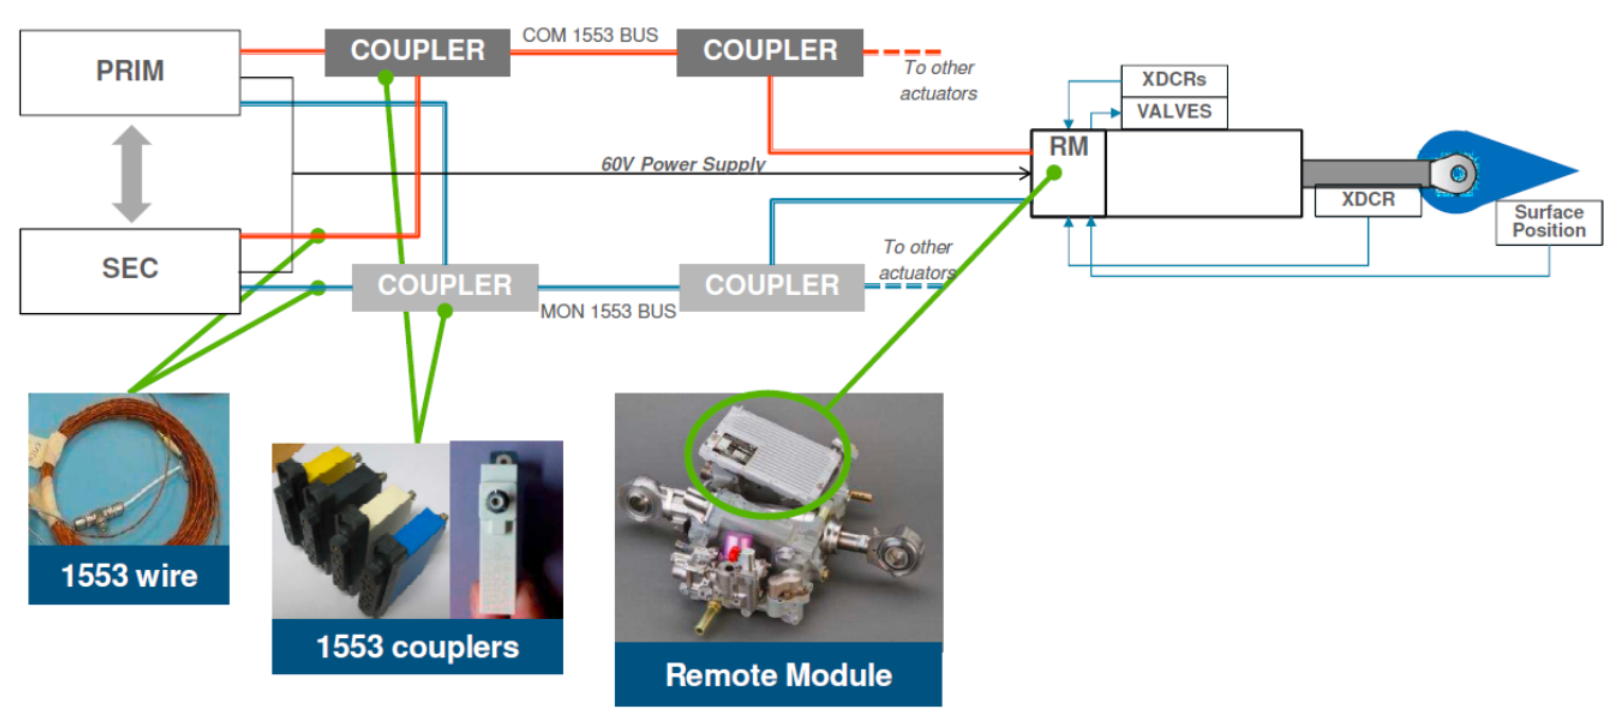 PRIM
COUPLER
COM 1553 BUS
COUPLER
To other
actuators
XDCRs
VALVES
RM
60V Power Supply
XDCR
Surface
Position
SEC
COUPLER
MON 1553 BUS
COUPLER
To other
actuators
1553 wire
1553 couplers
Remote Module